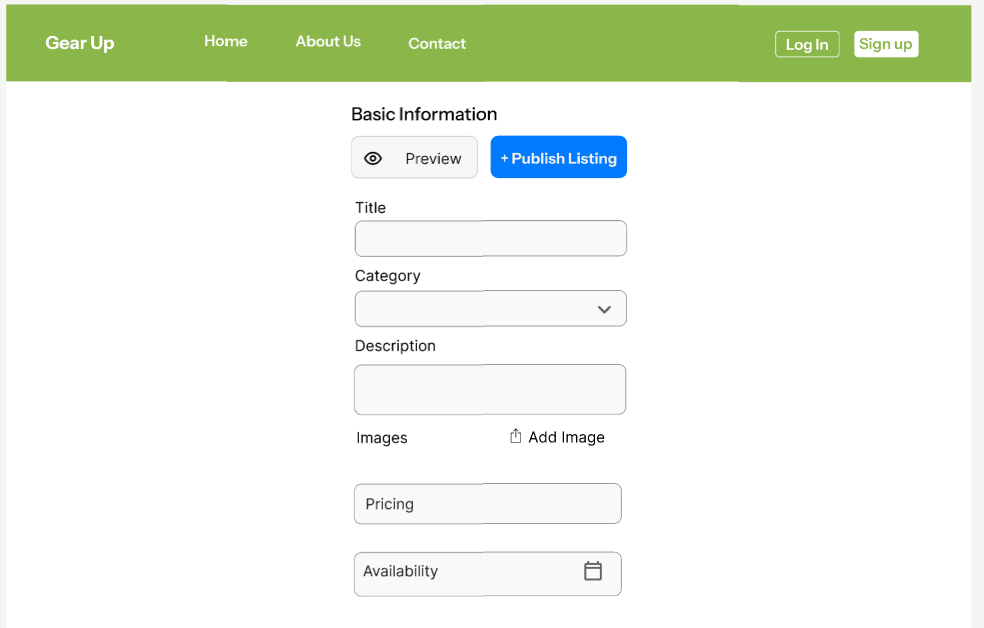 Gear Up Home About Us Contact Log In Sign up
Basic Information
Preview + Publish Listing
Title
Category
Description
Images Add Image
Pricing
Availability